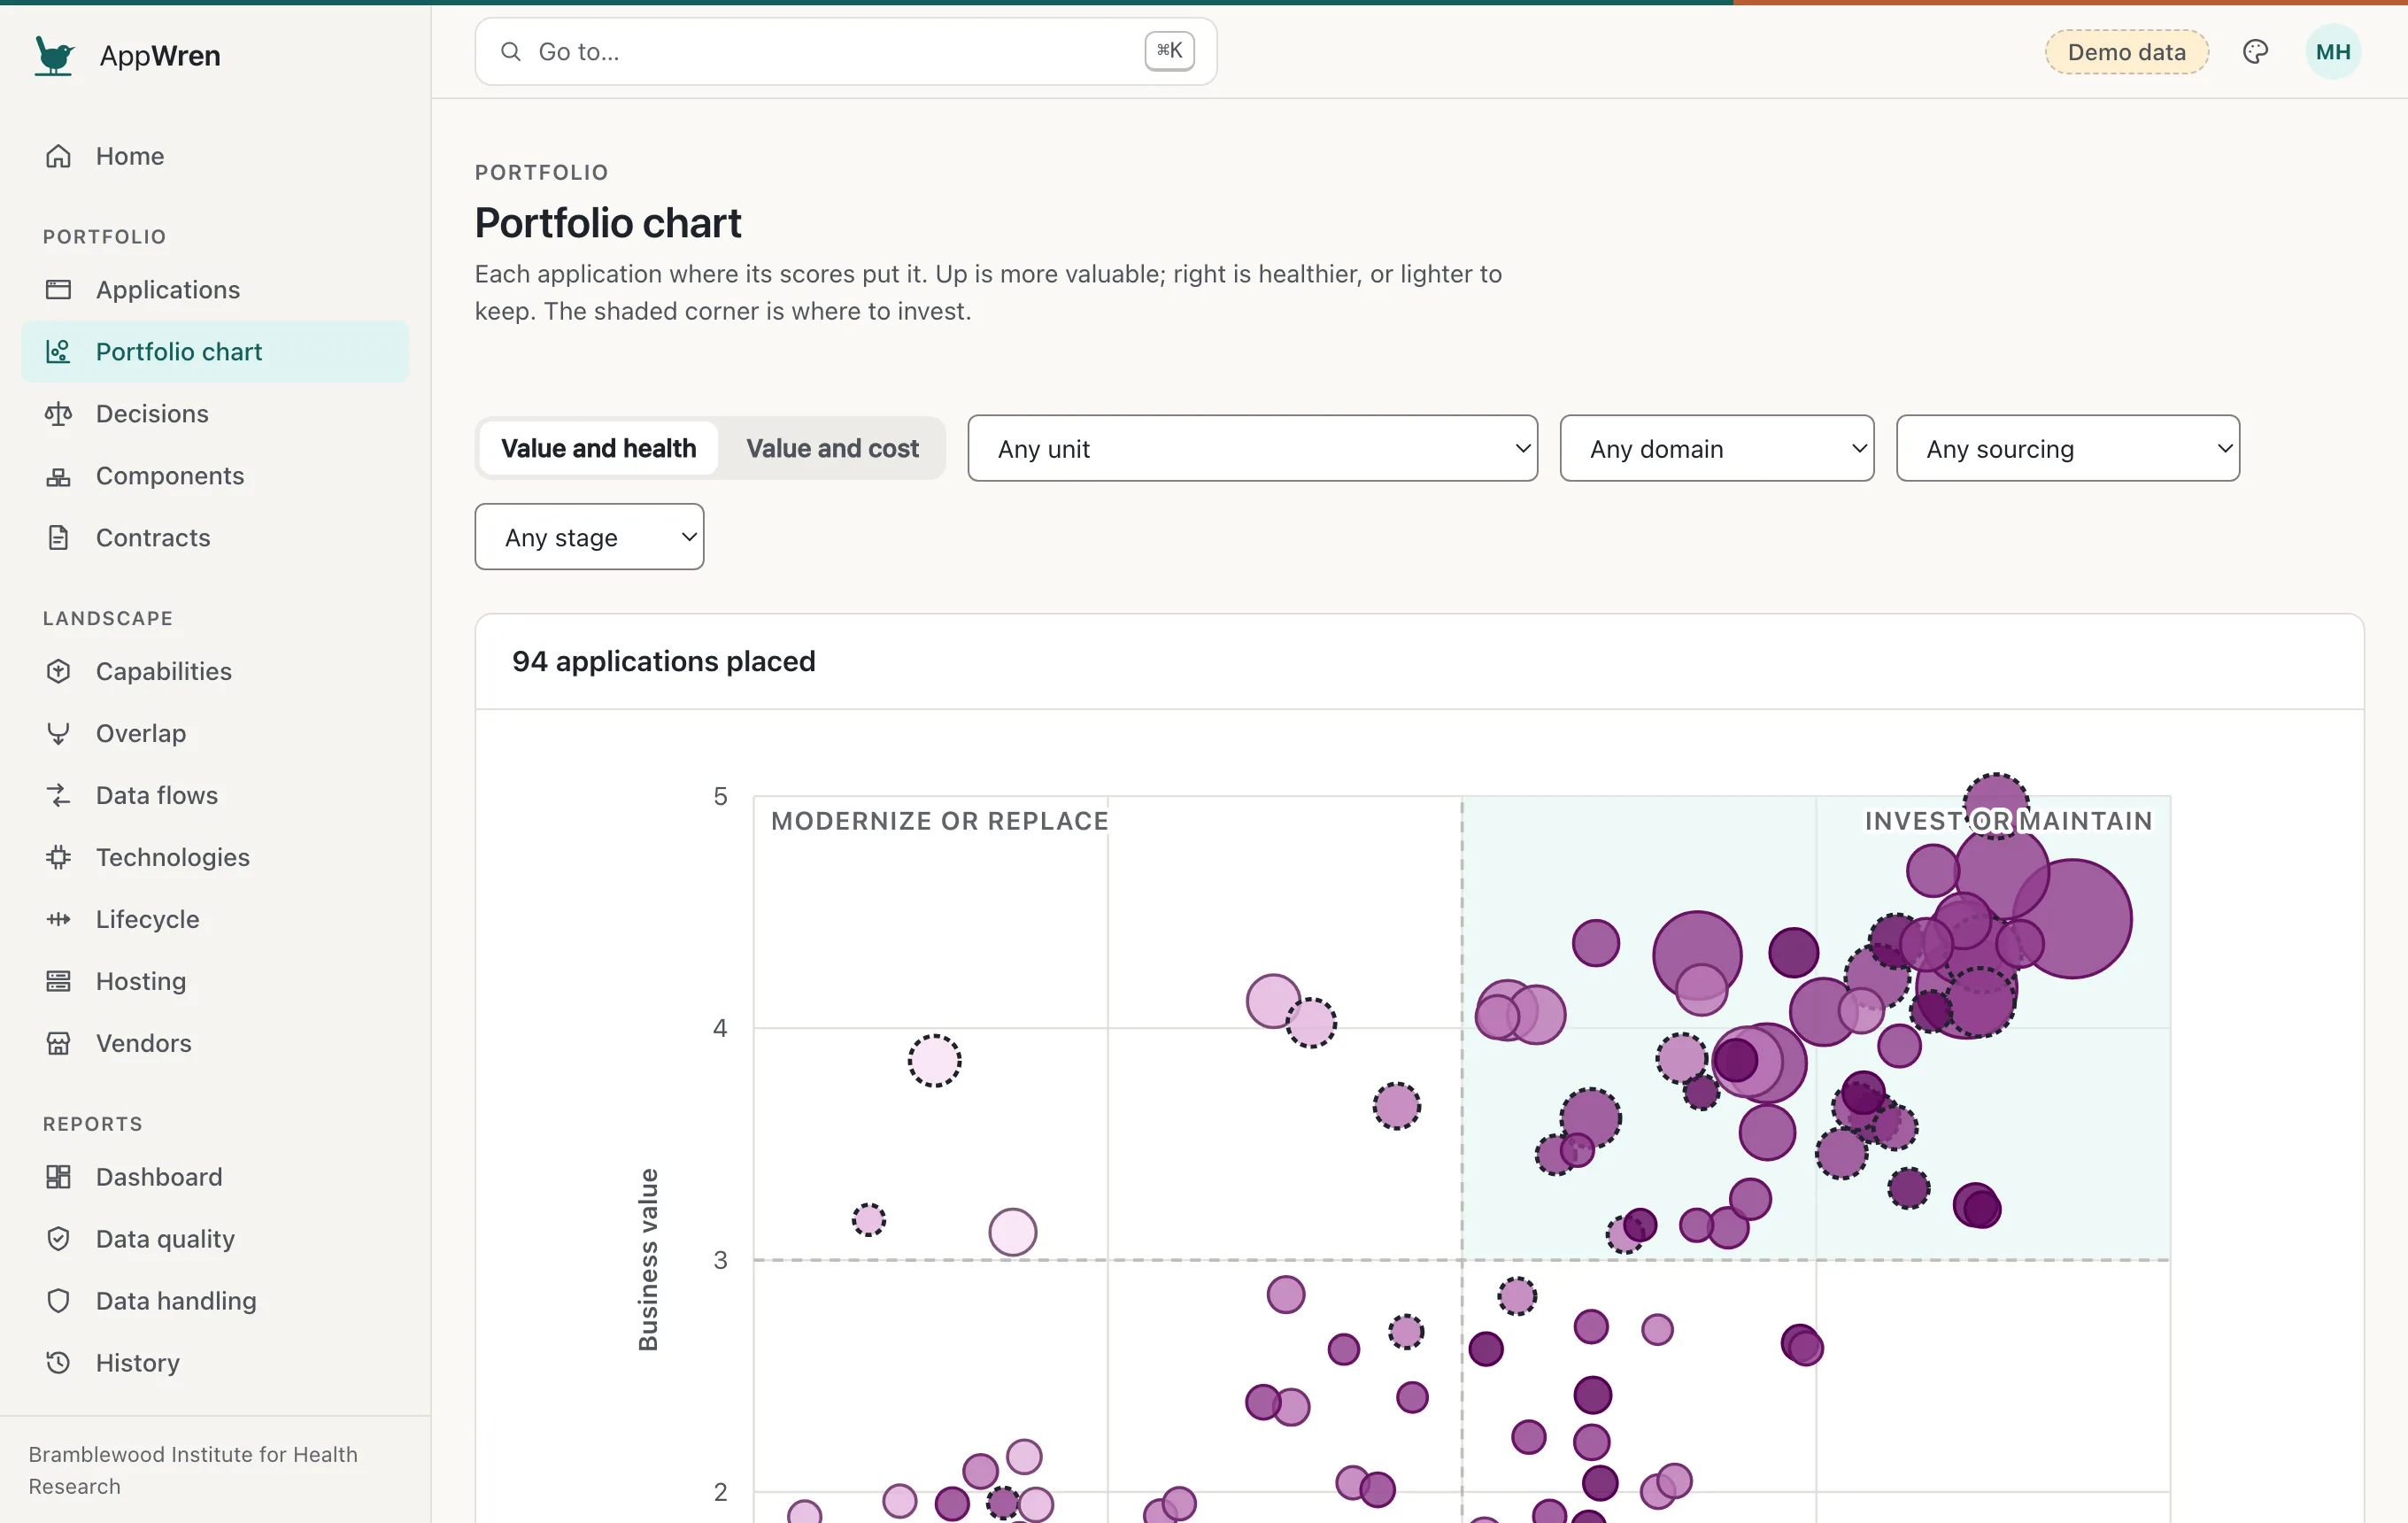 AppWren
Go to...
⌘K
Demo data
MH
Home
PORTFOLIO
Applications
Portfolio chart
Decisions
Components
Contracts
LANDSCAPE
Capabilities
Overlap
Data flows
Technologies
Lifecycle
Hosting
Vendors
REPORTS
Dashboard
Data quality
Data handling
History
Bramblewood Institute for Health
Research
PORTFOLIO
Portfolio chart
Each application where its scores put it. Up is more valuable; right is healthier, or lighter to
keep. The shaded corner is where to invest.
Value and health
Value and cost
Any unit
Any domain
Any sourcing
Any stage
94 applications placed
MODERNIZE OR REPLACE
INVEST OR MAINTAIN
5
4
3
2
Business value